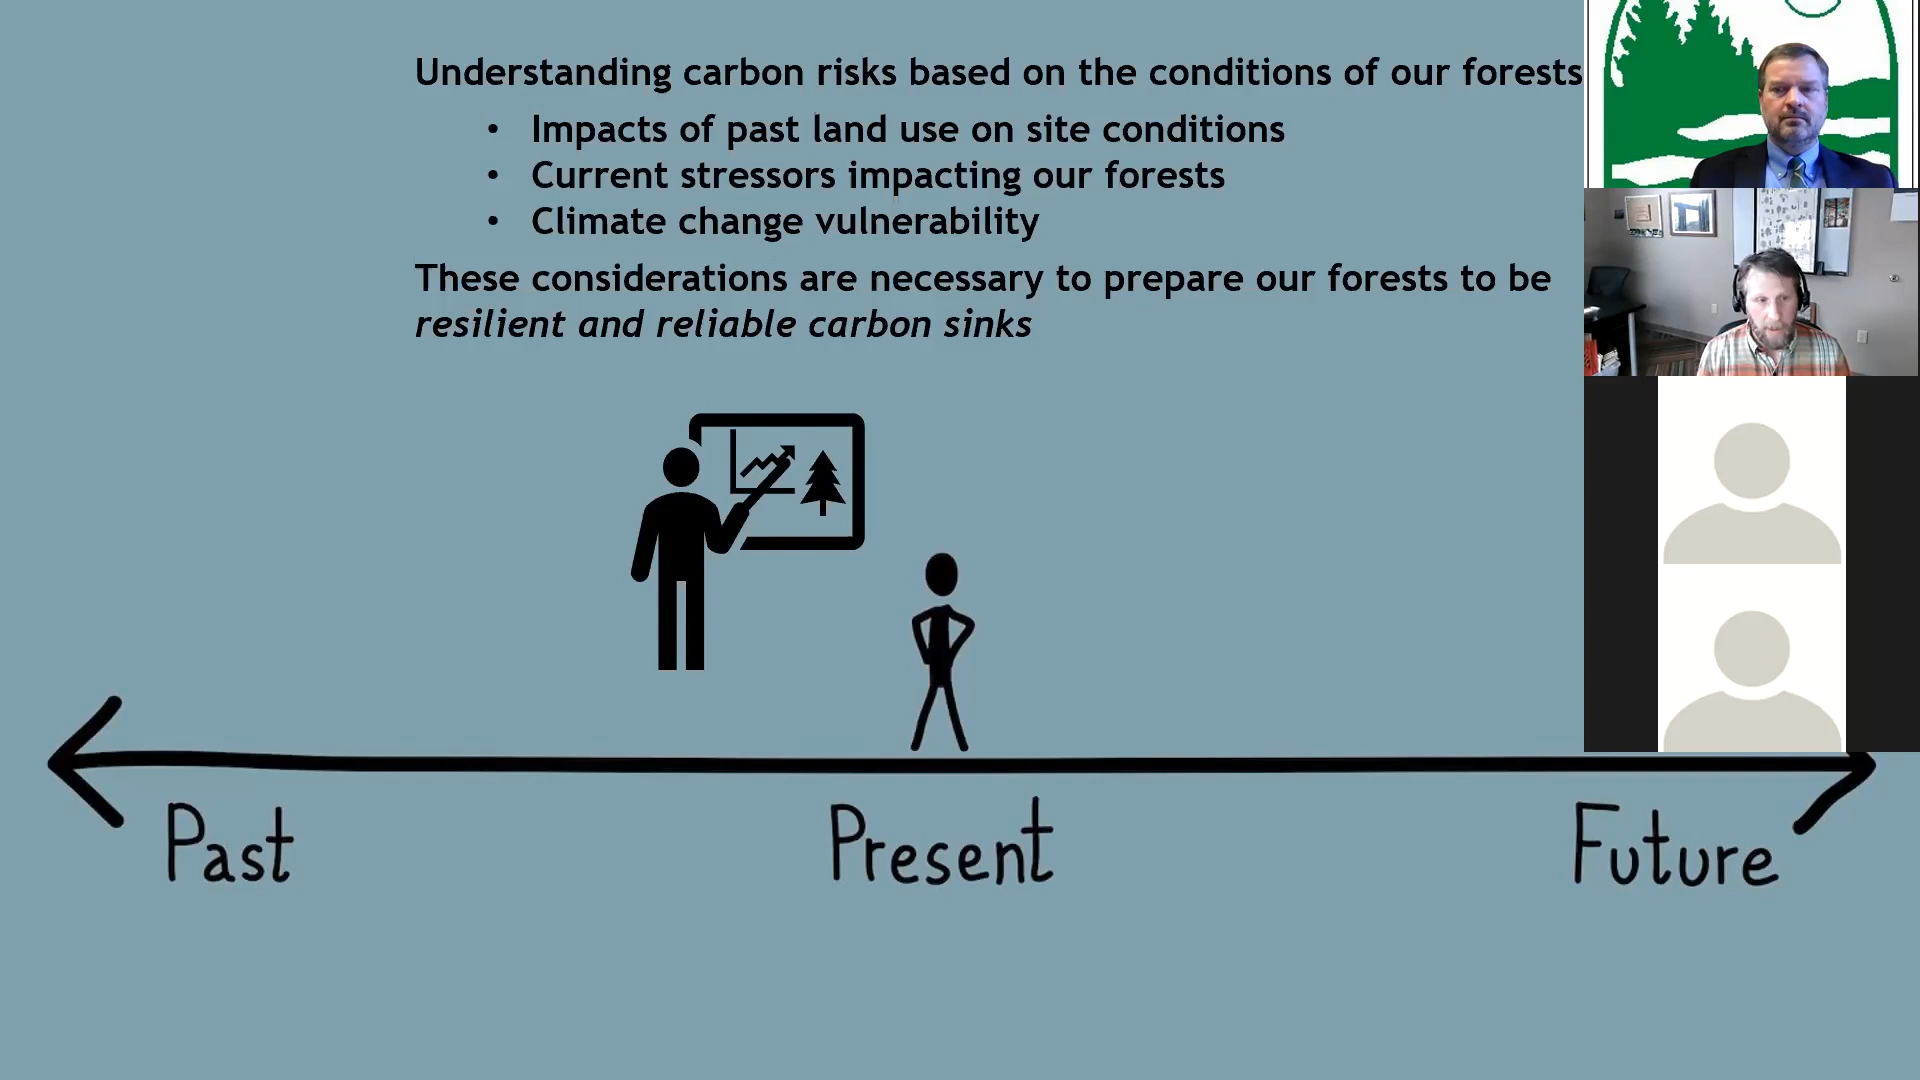 Understanding carbon risks based on the conditions of our forests
• Impacts of past land use on site conditions
• Current stressors impacting our forests
• Climate change vulnerability
These considerations are necessary to prepare our forests to be
resilient and reliable carbon sinks
Past
Present
Future